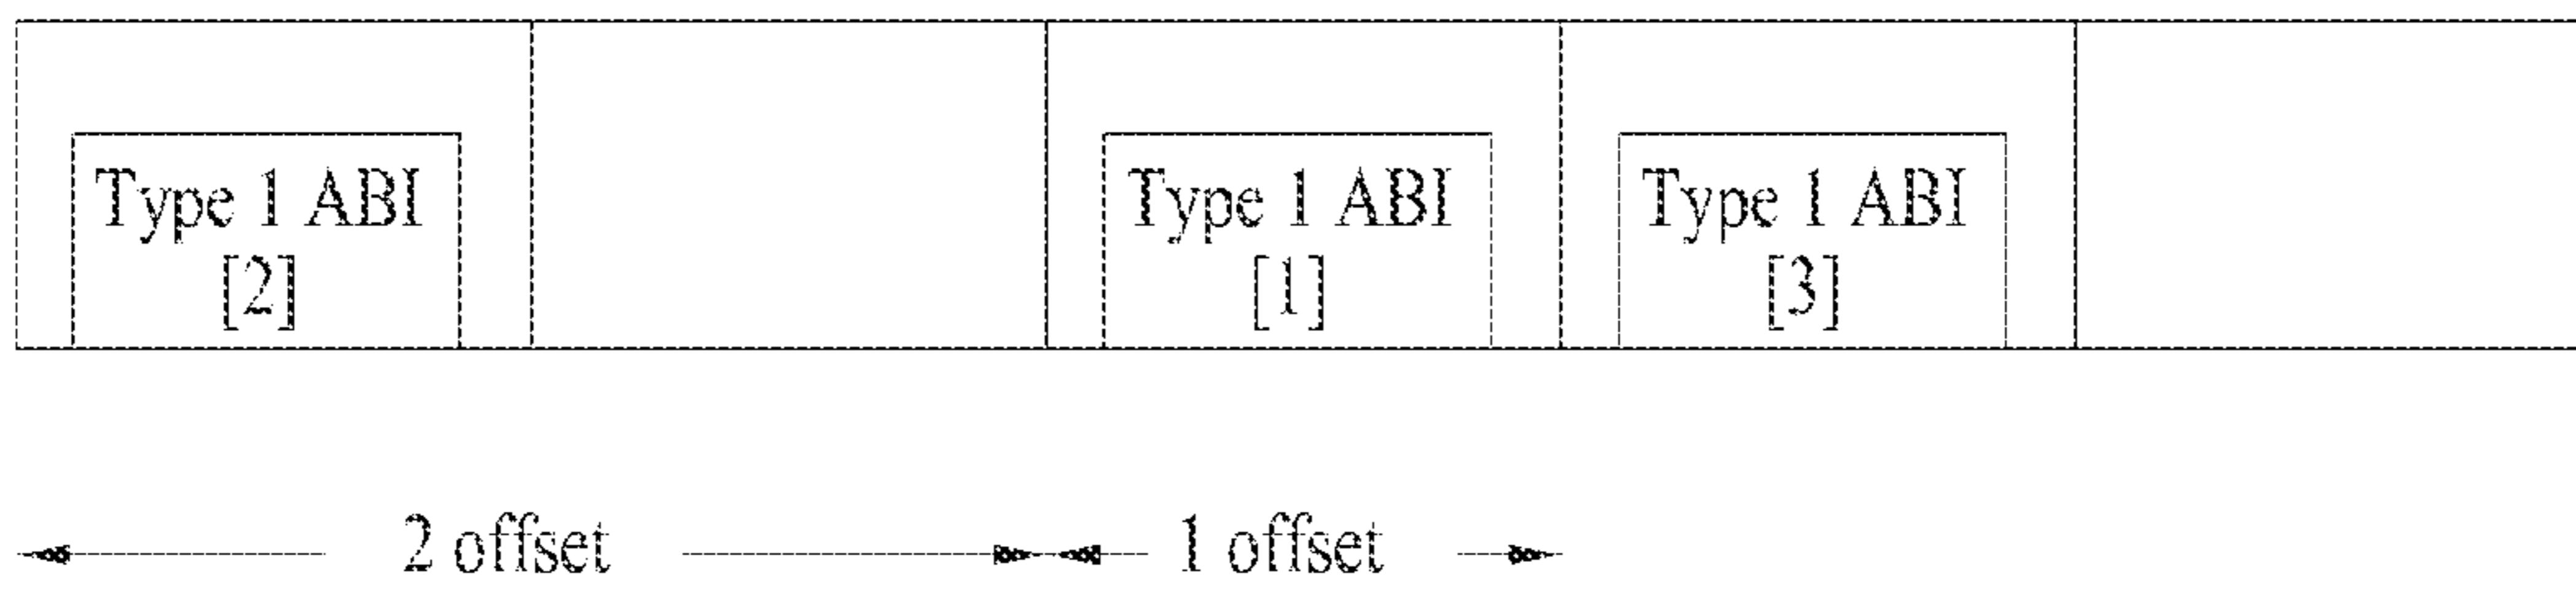 Type 1 ABI
[2]
Type 1 ABI
[1]
Type 1 ABI
[3]
2 offset
1 offset